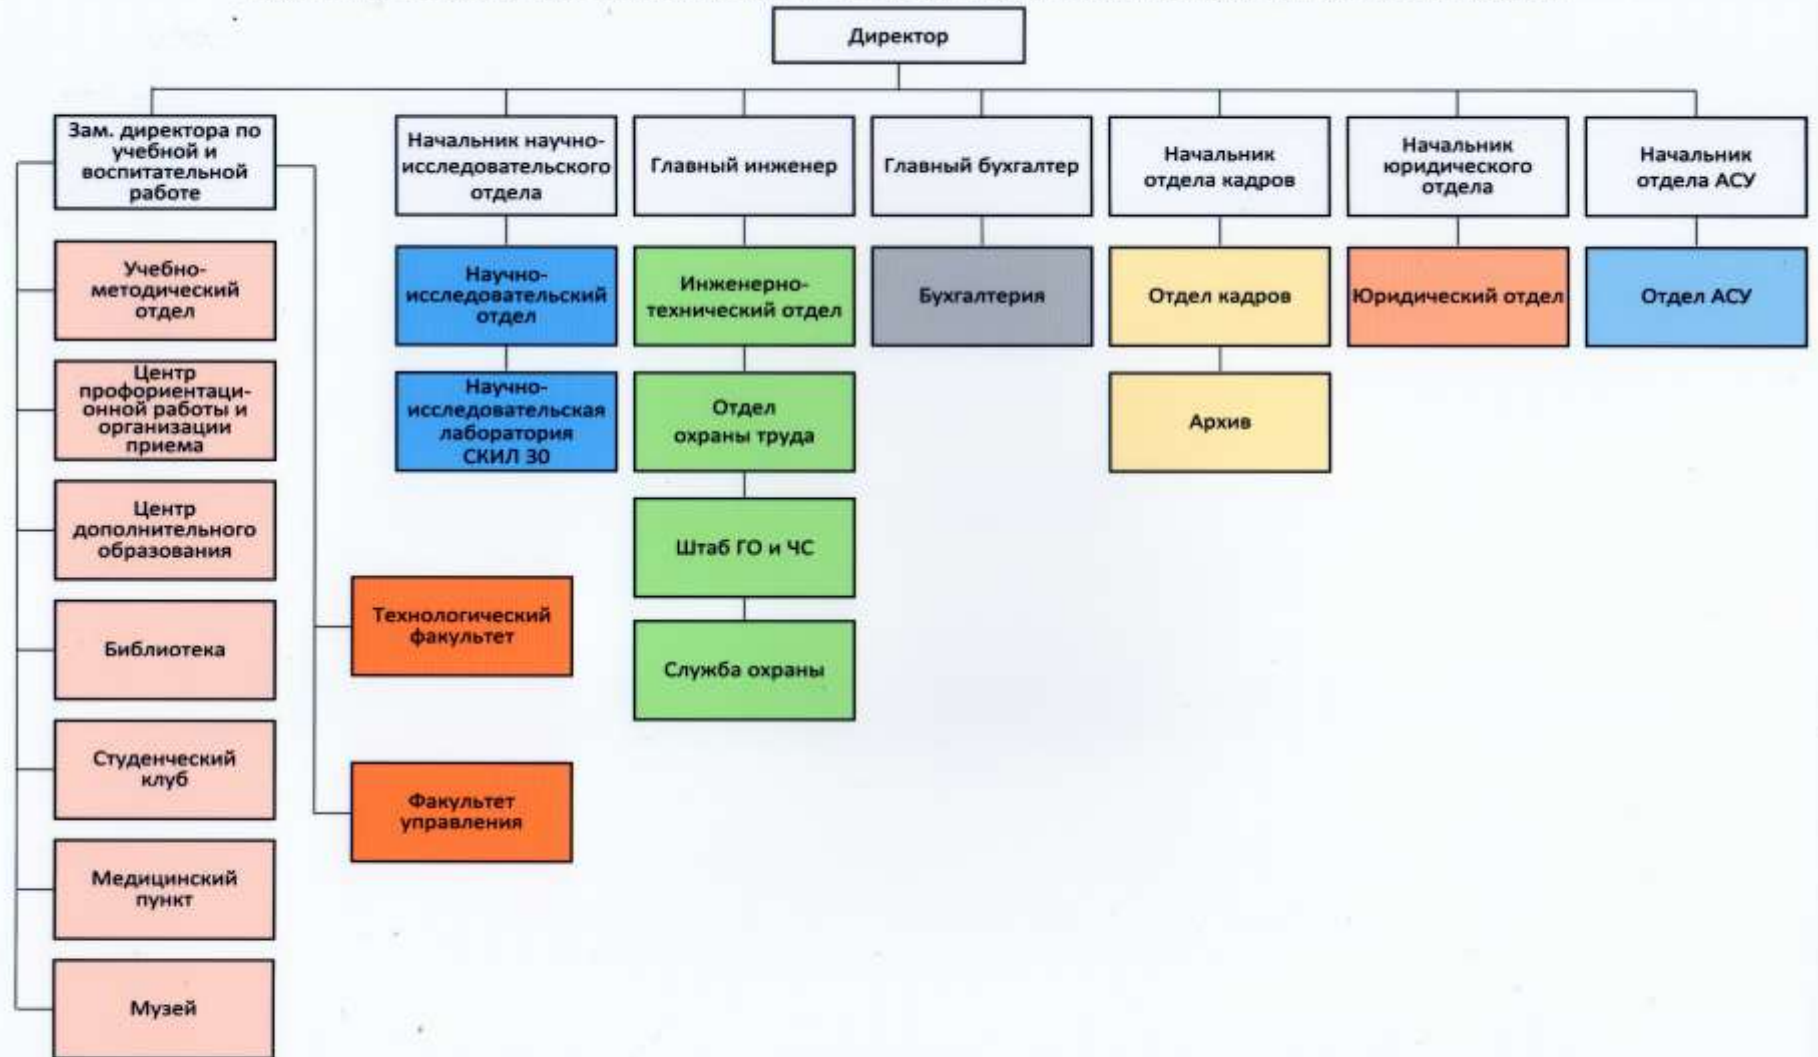 Директор
Зам. директора по
учебной и
воспитательной
работе
Начальник научно-
исследовательского
отдела
Главный инженер
Главный бухгалтер
Начальник
отдела кадров
Начальник
юридического
отдела
Начальник
отдела АСУ
Учебно-
методический
отдел
Научно-
исследовательский
отдел
Инженерно-
технический отдел
Бухгалтерия
Отдел кадров
Юридический отдел
Отдел АСУ
Центр
профориентаци-
онной работы и
организации
приема
Научно-
исследовательская
лаборатория
СКИЛ 30
Отдел
охраны труда
Архив
Центр
дополнительного
образования
Штаб ГО и ЧС
Библиотека
Технологический
факультет
Служба охраны
Студенческий
клуб
Факультет
управления
Медицинский
пункт
Музей